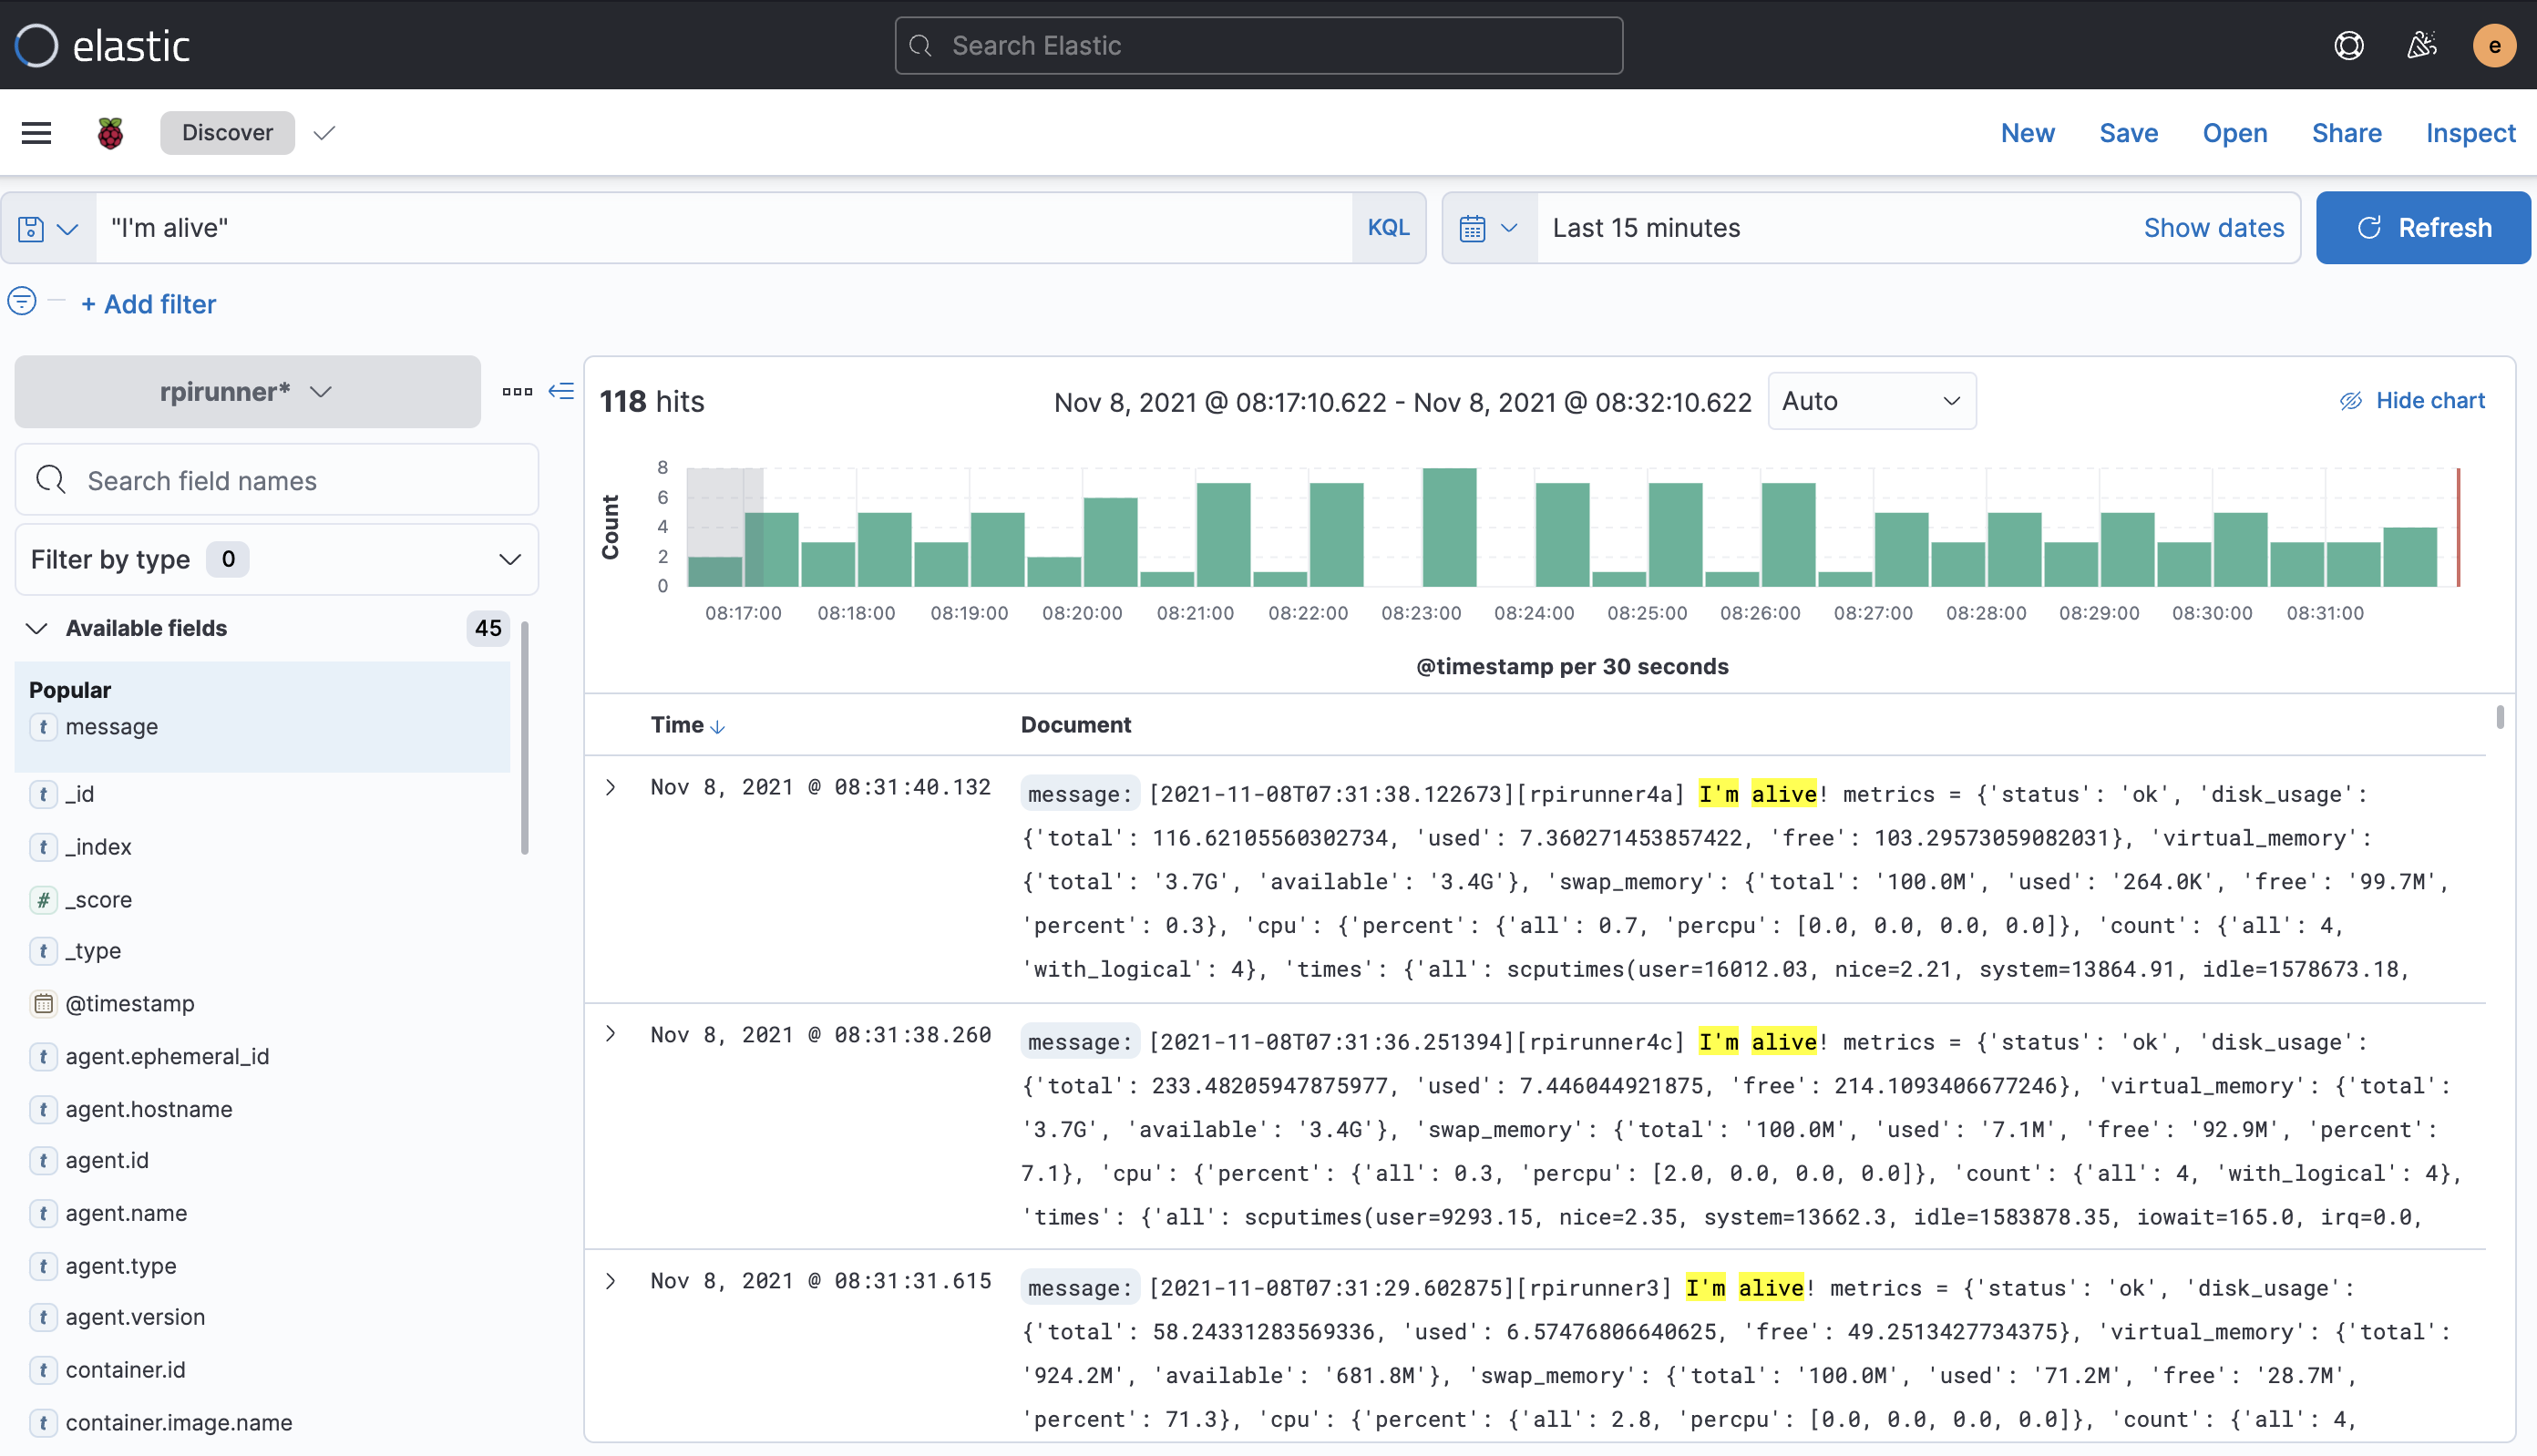 elastic
Search Elastic
e
Discover
New Save Open Share Inspect
"I'm alive"
KQL
Last 15 minutes
Show dates
Refresh
+ Add filter
rpirunner*
118 hits
Nov 8, 2021 @ 08:17:10.622 - Nov 8, 2021 @ 08:32:10.622
Auto
Hide chart
Search field names
Filter by type 0
Available fields 45
Popular
t message
t _id
t _index
# _score
t _type
@timestamp
t agent.ephemeral_id
t agent.hostname
t agent.id
t agent.name
t agent.type
t agent.version
t container.id
t container.image.name
Count
8
6
4
2
0
08:17:00 08:18:00 08:19:00 08:20:00 08:21:00 08:22:00 08:23:00 08:24:00 08:25:00 08:26:00 08:27:00 08:28:00 08:29:00 08:30:00 08:31:00
@timestamp per 30 seconds
Time Document
Nov 8, 2021 @ 08:31:40.132
message: [2021-11-08T07:31:38.122673][rpirunner4a] I'm alive! metrics = {'status': 'ok', 'disk_usage':
{'total': 116.62105560302734, 'used': 7.360271453857422, 'free': 103.29573059082031}, 'virtual_memory':
{'total': '3.7G', 'available': '3.4G'}, 'swap_memory': {'total': '100.0M', 'used': '264.0K', 'free': '99.7M',
'percent': 0.3}, 'cpu': {'percent': {'all': 0.7, 'percpu': [0.0, 0.0, 0.0, 0.0]}, 'count': {'all': 4,
'with_logical': 4}, 'times': {'all': scputimes(user=16012.03, nice=2.21, system=13864.91, idle=1578673.18,
Nov 8, 2021 @ 08:31:38.260
message: [2021-11-08T07:31:36.251394][rpirunner4c] I'm alive! metrics = {'status': 'ok', 'disk_usage':
{'total': 233.48205947875977, 'used': 7.446044921875, 'free': 214.1093406677246}, 'virtual_memory': {'total':
'3.7G', 'available': '3.4G'}, 'swap_memory': {'total': '100.0M', 'used': '7.1M', 'free': '92.9M', 'percent':
7.1}, 'cpu': {'percent': {'all': 0.3, 'percpu': [2.0, 0.0, 0.0, 0.0]}, 'count': {'all': 4, 'with_logical': 4},
'times': {'all': scputimes(user=9293.15, nice=2.35, system=13662.3, idle=1583878.35, iowait=165.0, irq=0.0,
Nov 8, 2021 @ 08:31:31.615
message: [2021-11-08T07:31:29.602875][rpirunner3] I'm alive! metrics = {'status': 'ok', 'disk_usage':
{'total': 58.24331283569336, 'used': 6.57476806640625, 'free': 49.2513427734375}, 'virtual_memory': {'total':
'924.2M', 'available': '681.8M'}, 'swap_memory': {'total': '100.0M', 'used': '71.2M', 'free': '28.7M',
'percent': 71.3}, 'cpu': {'percent': {'all': 2.8, 'percpu': [0.0, 0.0, 0.0, 0.0]}, 'count': {'all': 4,